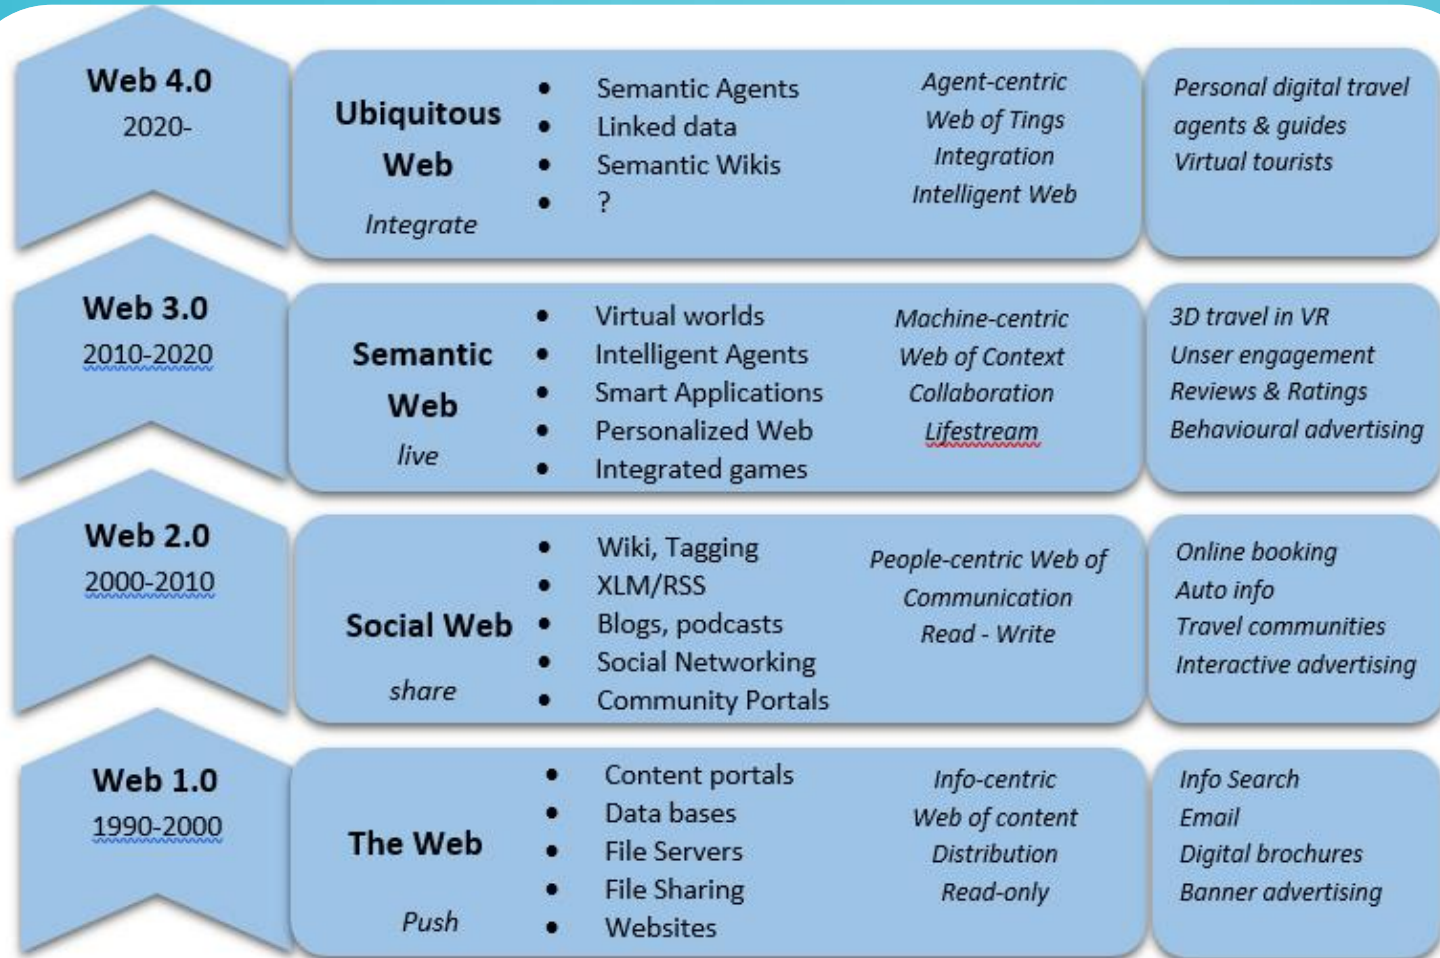 Web 4.0
2020-
Ubiquitous
Web
Integrate
• Semantic Agents
• Linked data
• Semantic Wikis
• ?
Agent-centric
Web of Tings
Integration
Intelligent Web
Personal digital travel
agents & guides
Virtual tourists
Web 3.0
2010-2020
Semantic
Web
live
• Virtual worlds
• Intelligent Agents
• Smart Applications
• Personalized Web
• Integrated games
Machine-centric
Web of Context
Collaboration
Lifestream
3D travel in VR
Unser engagement
Reviews & Ratings
Behavioural advertising
Web 2.0
2000-2010
Social Web
share
• Wiki, Tagging
• XLM/RSS
• Blogs, podcasts
• Social Networking
• Community Portals
People-centric Web of
Communication
Read - Write
Online booking
Auto info
Travel communities
Interactive advertising
Web 1.0
1990-2000
The Web
Push
• Content portals
• Data bases
• File Servers
• File Sharing
• Websites
Info-centric
Web of content
Distribution
Read-only
Info Search
Email
Digital brochures
Banner advertising